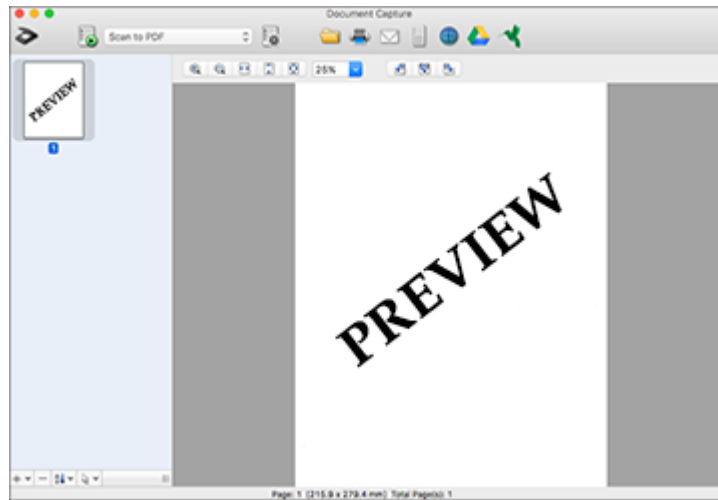 Document Capture
Scan to PDF
25%
PREVIEW
1
PREVIEW
Page: 1 (215.9 x 279.4 mm) Total Page(s): 1